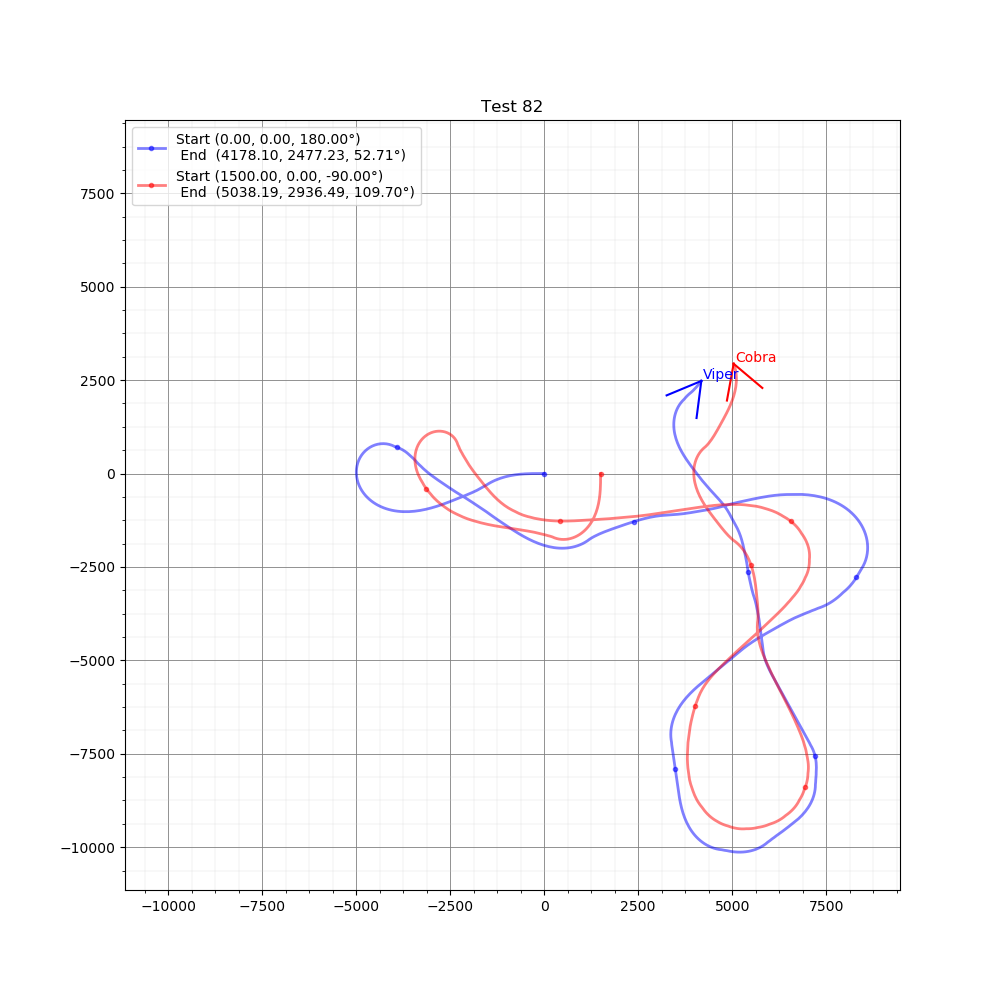 Test 82
Start (0.00, 0.00, 180.00°)
End (4178.10, 2477.23, 52.71°)
Start (1500.00, 0.00, -90.00°)
End (5038.19, 2936.49, 109.70°)
7500
5000
2500
0
−2500
−5000
−7500
−10000
Cobra
Viper
−10000 −7500 −5000 −2500 0 2500 5000 7500